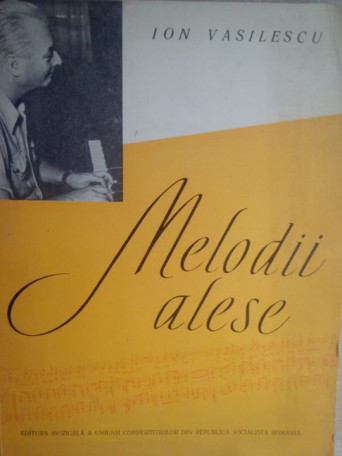 ION VASILESCU
Melodii
alese
EDITURA MUZICALĂ A UNIUNII COMPOZITORILOR DIN REPUBLICA SOCIALISTĂ ROMÂNIA